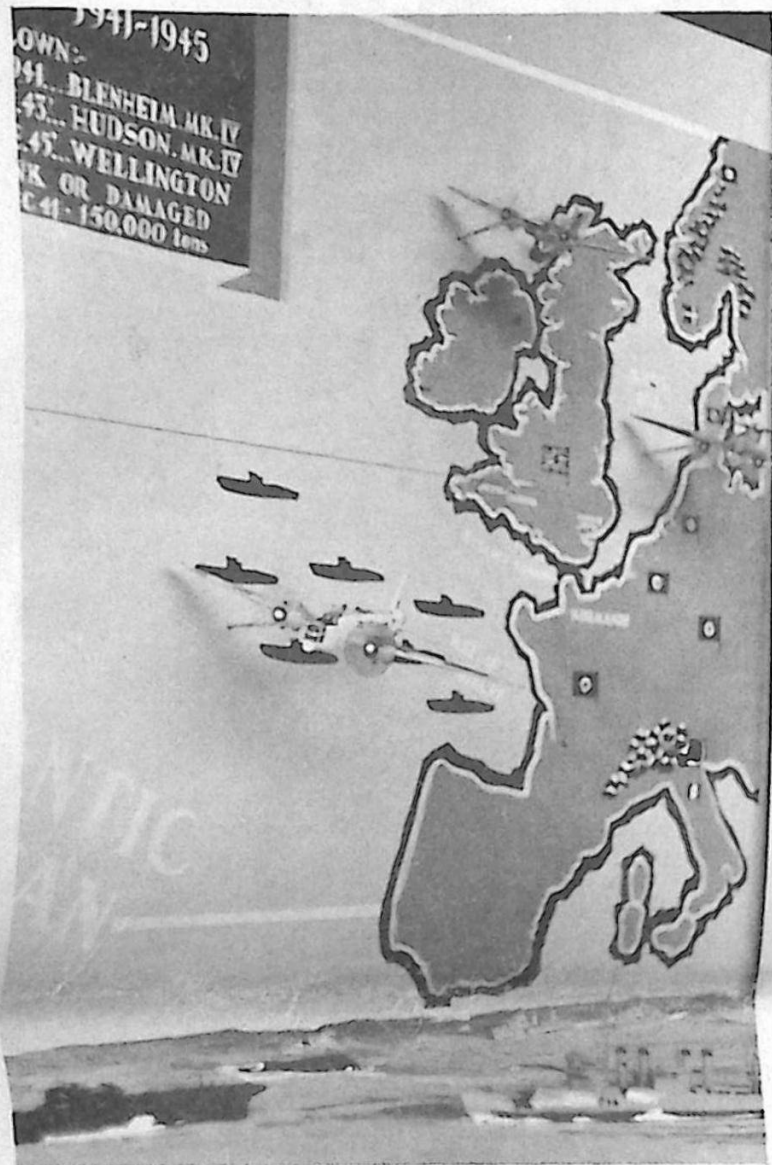 1941~1945
OWN:-
941... BLENHEIM. MK. IV
.43'... HUDSON. MK. IV
.45'... WELLINGTON
NK OR DAMAGED
C 41 · 150,000 tons
NTIC
AN